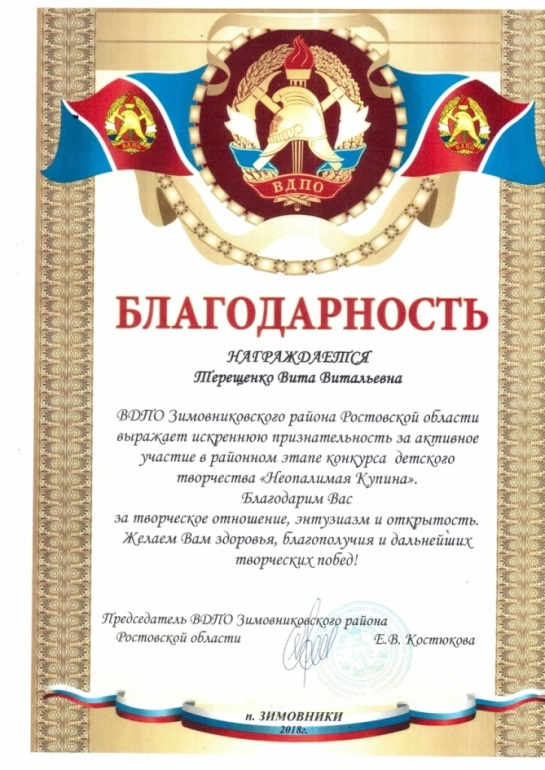 ВДПО
ВДПО
ВДПО
ВДПО
БЛАГОДАРНОСТЬ
НАГРАЖДАЕТСЯ
Терещенко Вита Витальевна
ВДПО Зимовниковского района Ростовской области
выражает искреннюю признательность за активное
участие в районном этапе конкурса детского
творчества «Неопалимая Купина».
Благодарим Вас
за творческое отношение, энтузиазм и открытость.
Желаем Вам здоровья, благополучия и дальнейших
творческих побед!
Председатель ВДПО Зимовниковского района
Ростовской области Е.В. Костюкова
п. ЗИМОВНИКИ
2018г.